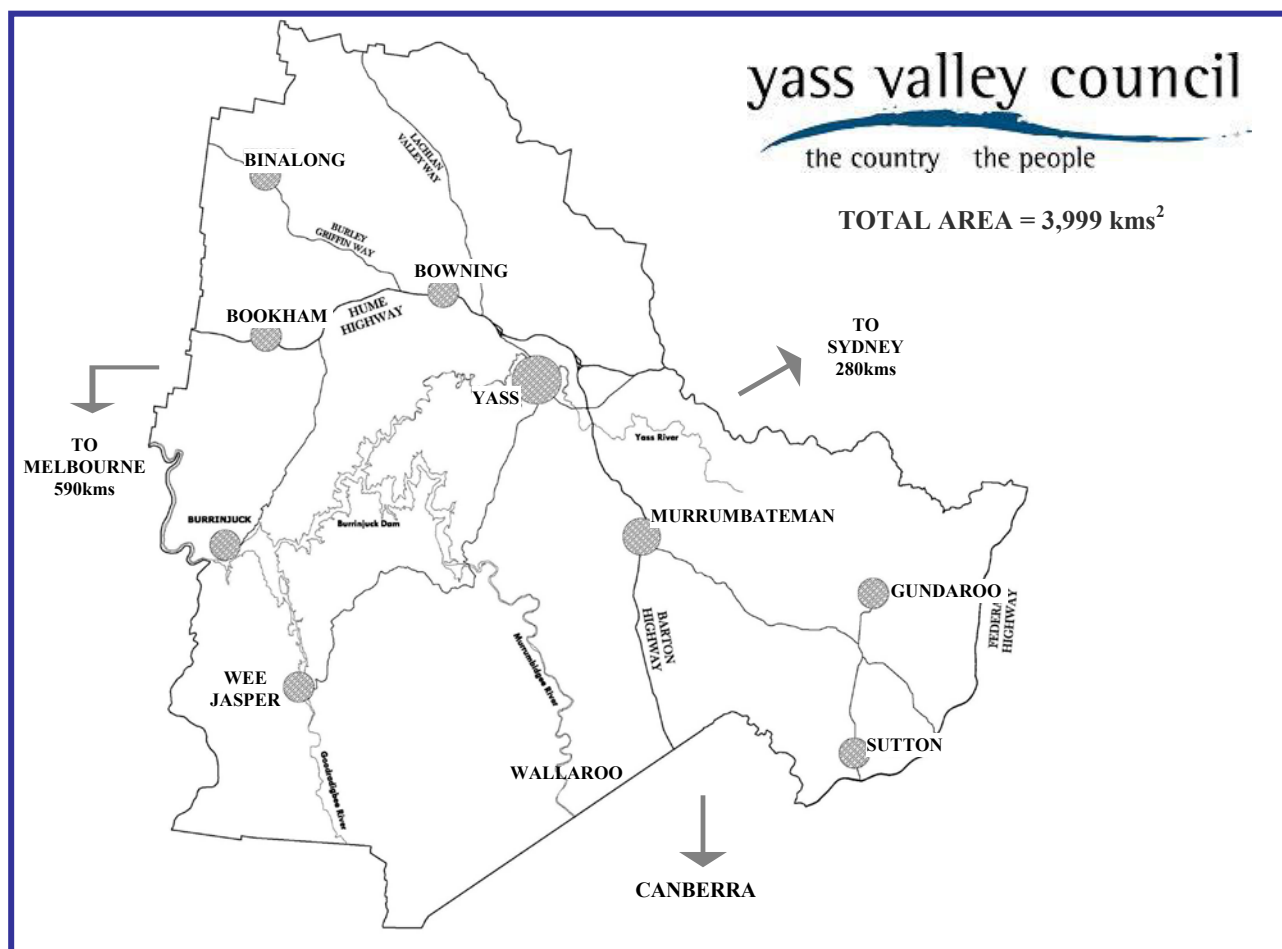 yass valley council
the country the people
TOTAL AREA = 3,999 kms²
BINALONG
LACHLAN
VALLEY WAY
BURLEY
GRIFFIN WAY
BOWNING
BOOKHAM
HUME
HIGHWAY
TO
SYDNEY
280kms
YASS
TO
MELBOURNE
590kms
Yass River
BURRINJUCK
Burrinjuck Dam
MURRUMBATEMAN
GUNDAROO
FEDERA
HIGHWAY
BARTON
HIGHWAY
Murrumbidgee River
WEE
JASPER
SUTTON
WALLAROO
Goodradigbee River
CANBERRA